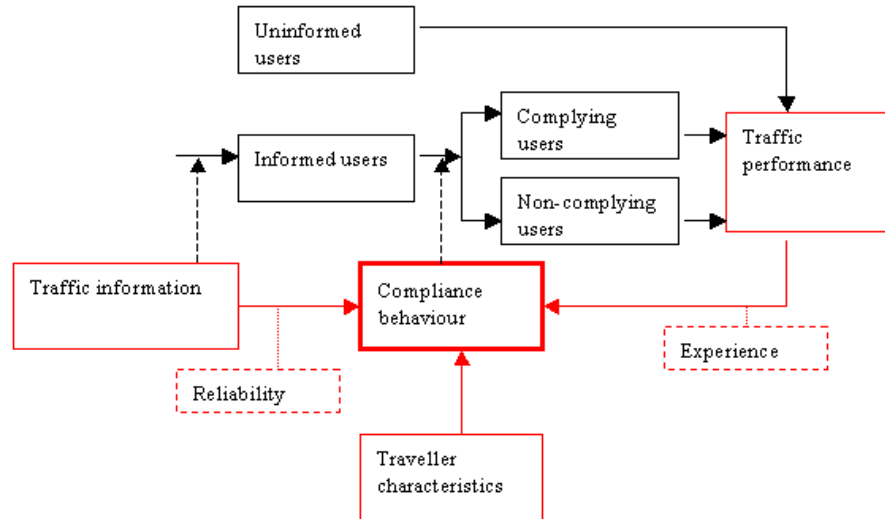 Uninformed
users
Complying
users
Traffic
performance
Informed users
Non-complying
users
Traffic information
Compliance
behaviour
Experience
Reliability
Traveller
characteristics